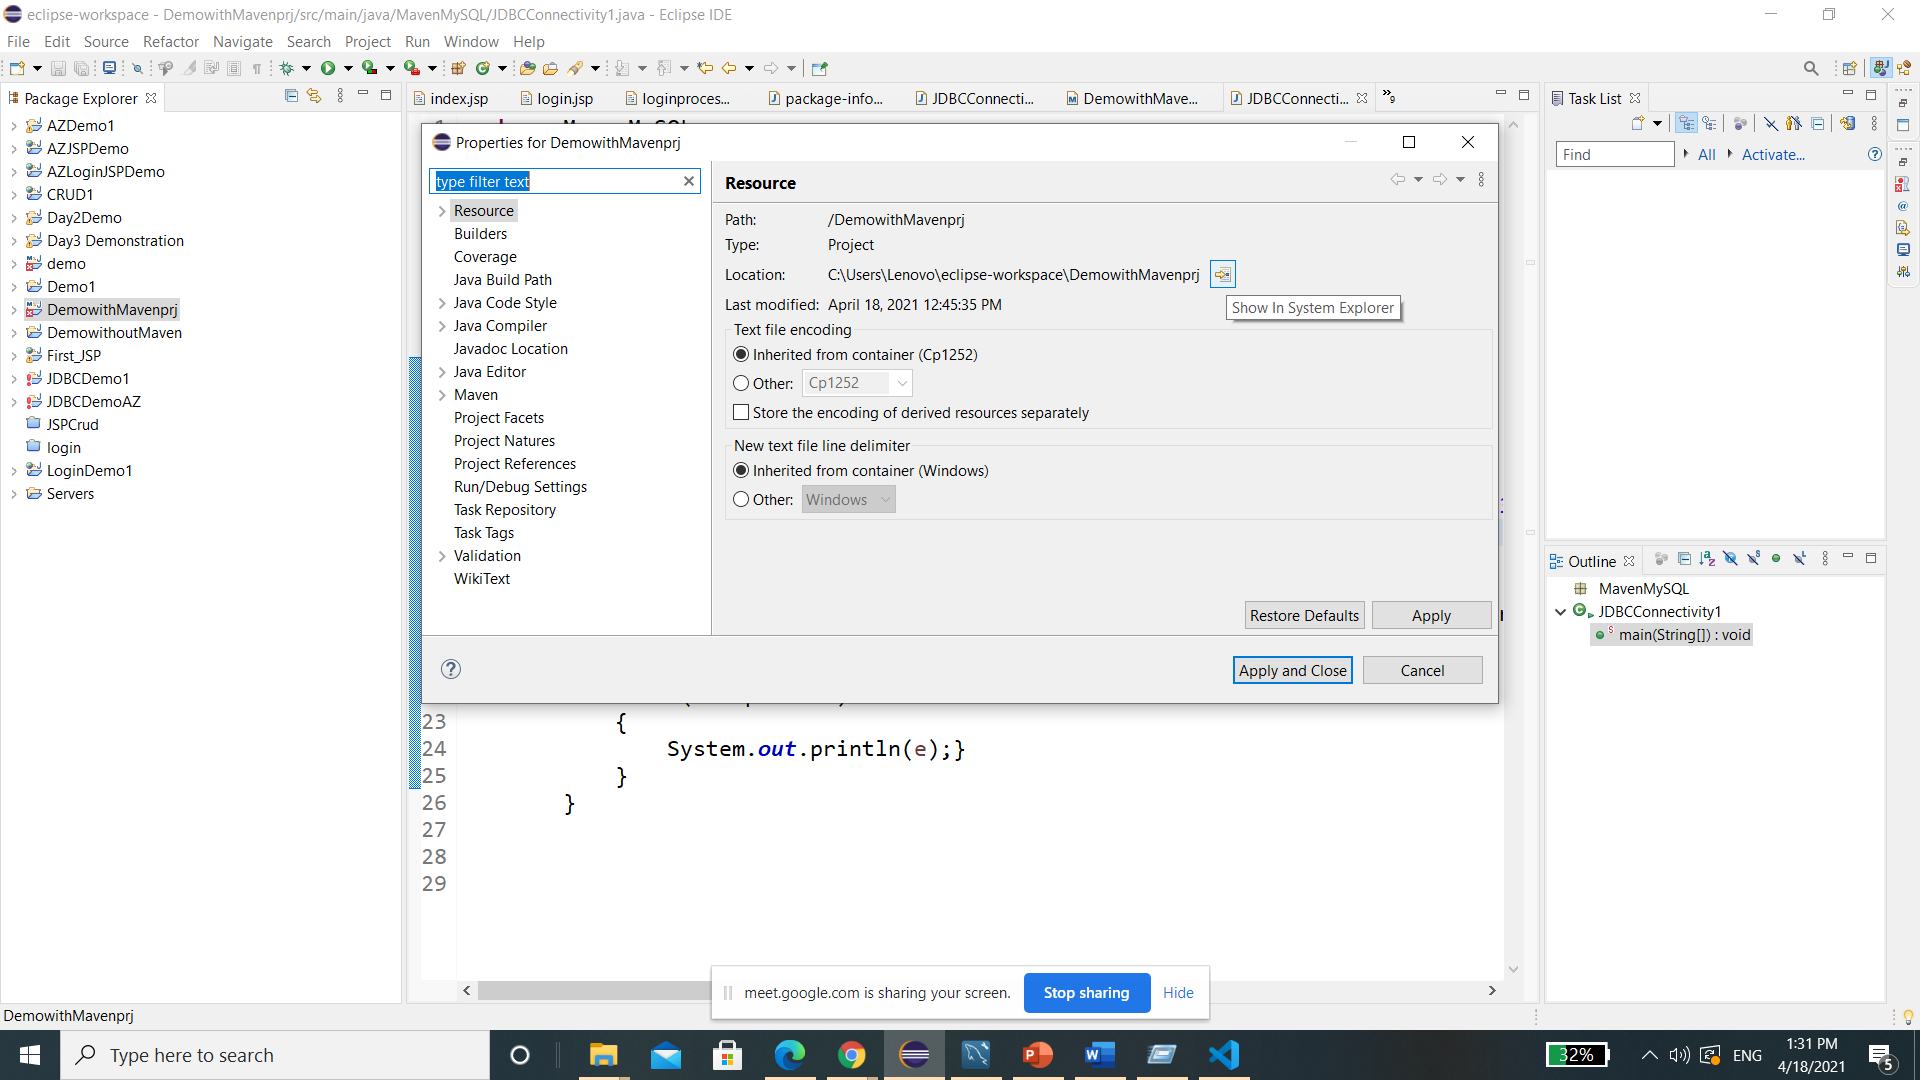 eclipse-workspace - DemowithMavenprj/src/main/java/MavenMySQL/JDBCConnectivity1.java - Eclipse IDE
File Edit Source Refactor Navigate Search Project Run Window Help
Package Explorer
index.jsp login.jsp loginproces... package-info... JDBCConnecti... DemowithMave... JDBCConnecti... 9
Task List
AZDemo1
AZJSPDemo
AZLoginJSPDemo
CRUD1
Day2Demo
Day3 Demonstration
demo
Demo1
DemowithMavenprj
DemowithoutMaven
First_JSP
JDBCDemo1
JDBCDemoAZ
JSPCrud
login
LoginDemo1
Servers
Properties for DemowithMavenprj
type filter text
Resource
Builders
Coverage
Java Build Path
Java Code Style
Java Compiler
Javadoc Location
Java Editor
Maven
Project Facets
Project Natures
Project References
Run/Debug Settings
Task Repository
Task Tags
Validation
WikiText
Resource
Path: /DemowithMavenprj
Type: Project
Location: C:\Users\Lenovo\eclipse-workspace\DemowithMavenprj
Show In System Explorer
Last modified: April 18, 2021 12:45:35 PM
Text file encoding
Inherited from container (Cp1252)
Other: Cp1252
Store the encoding of derived resources separately
New text file line delimiter
Inherited from container (Windows)
Other: Windows
Restore Defaults Apply
Apply and Close Cancel
23 {
24 System.out.println(e);}
25 }
26 }
27
28
29
Find All Activate...
Outline
MavenMySQL
JDBCConnectivity1
main(String[]) : void
meet.google.com is sharing your screen. Stop sharing Hide
DemowithMavenprj
Type here to search
32%
ENG
1:31 PM
4/18/2021
5